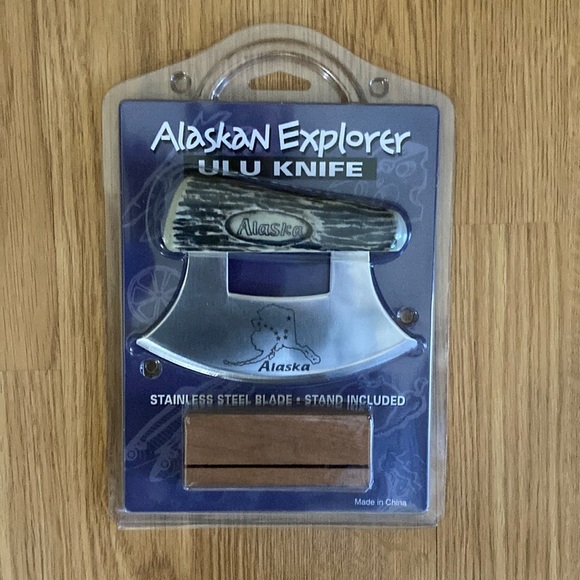 Alaskan Explorer
ULU KNIFE
Alaska
Alaska
STAINLESS STEEL BLADE • STAND INCLUDED
Made in China